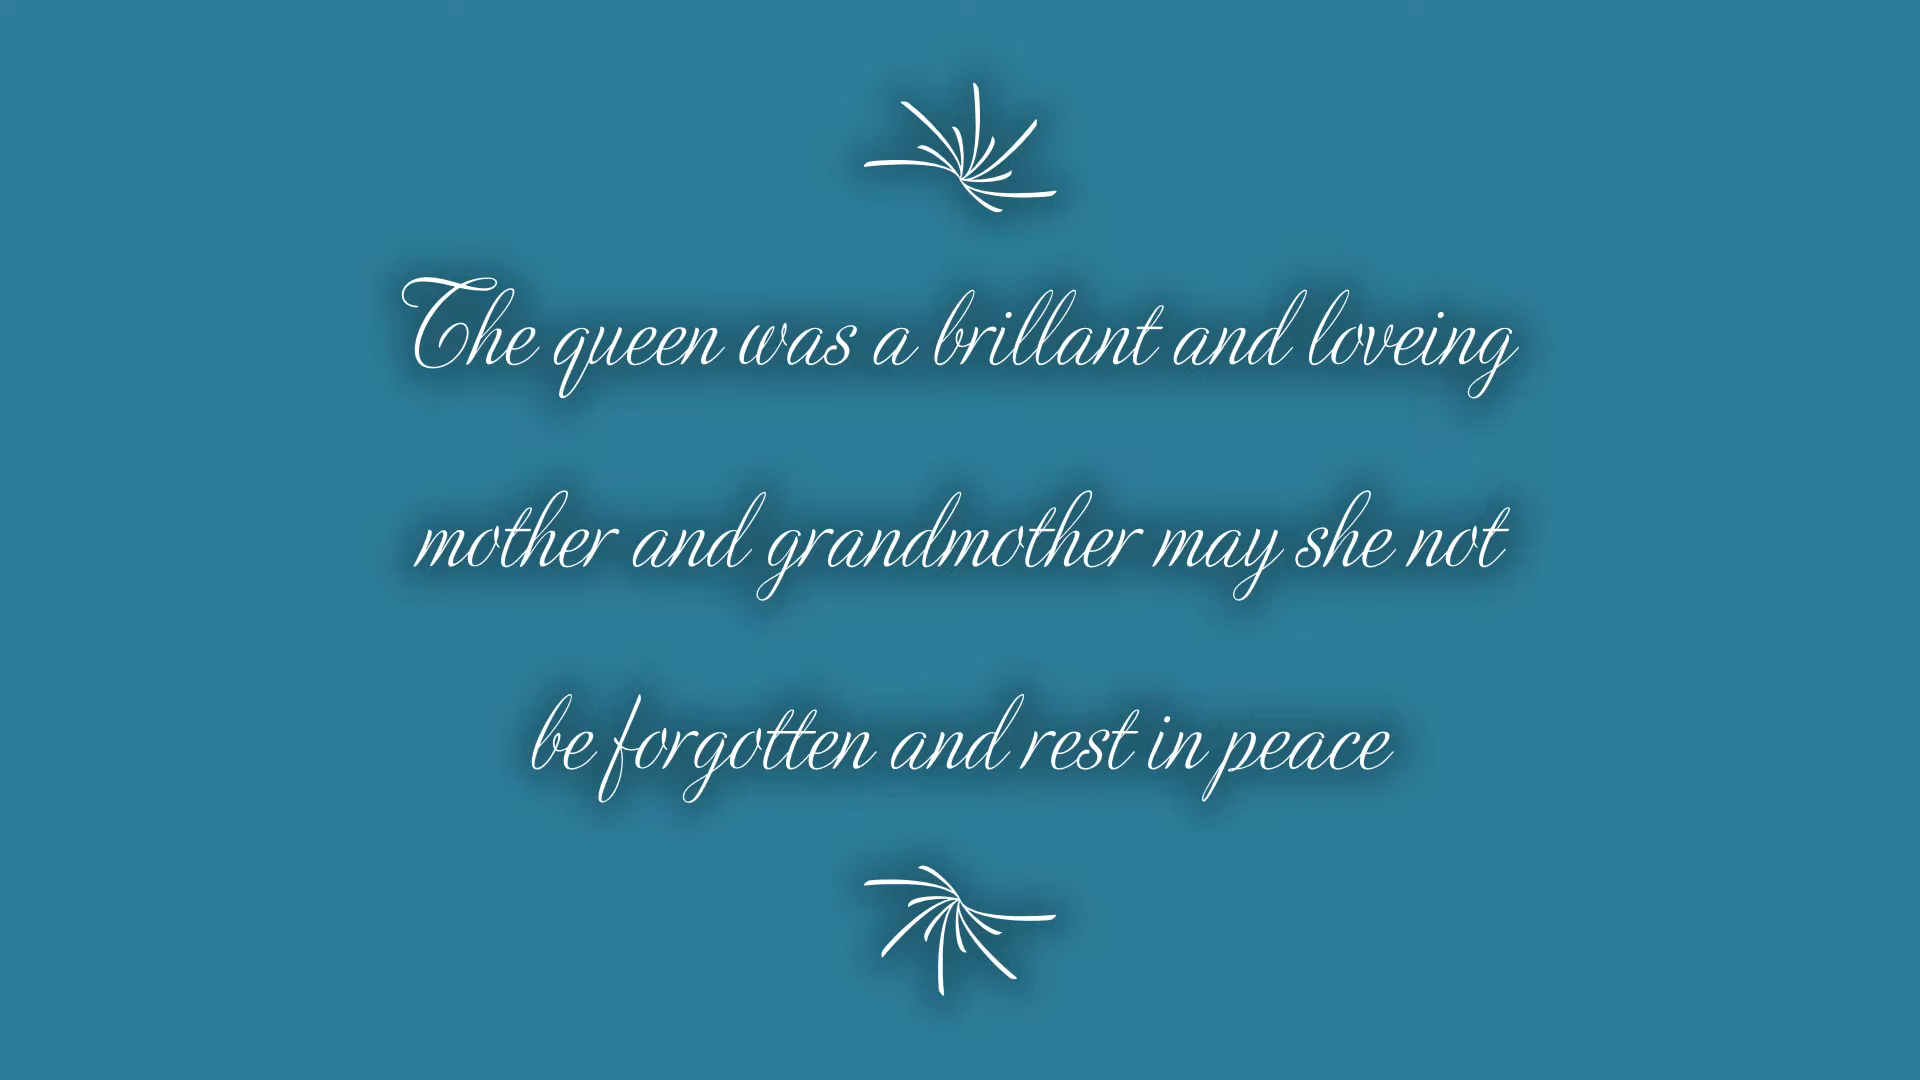 The queen was a brillant and loveing
mother and grandmother may she not
be forgotten and rest in peace